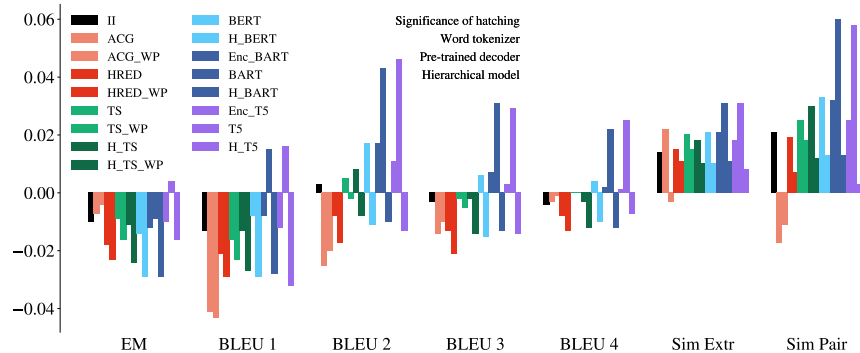 0.06
0.04
0.02
0.00
−0.02
−0.04
II
ACG
ACG_WP
HRED
HRED_WP
TS
TS_WP
H_TS
H_TS_WP
BERT
H_BERT
Enc_BART
BART
H_BART
Enc_T5
T5
H_T5
Significance of hatching
Word tokenizer
Pre-trained decoder
Hierarchical model
EM
BLEU 1
BLEU 2
BLEU 3
BLEU 4
Sim Extr
Sim Pair